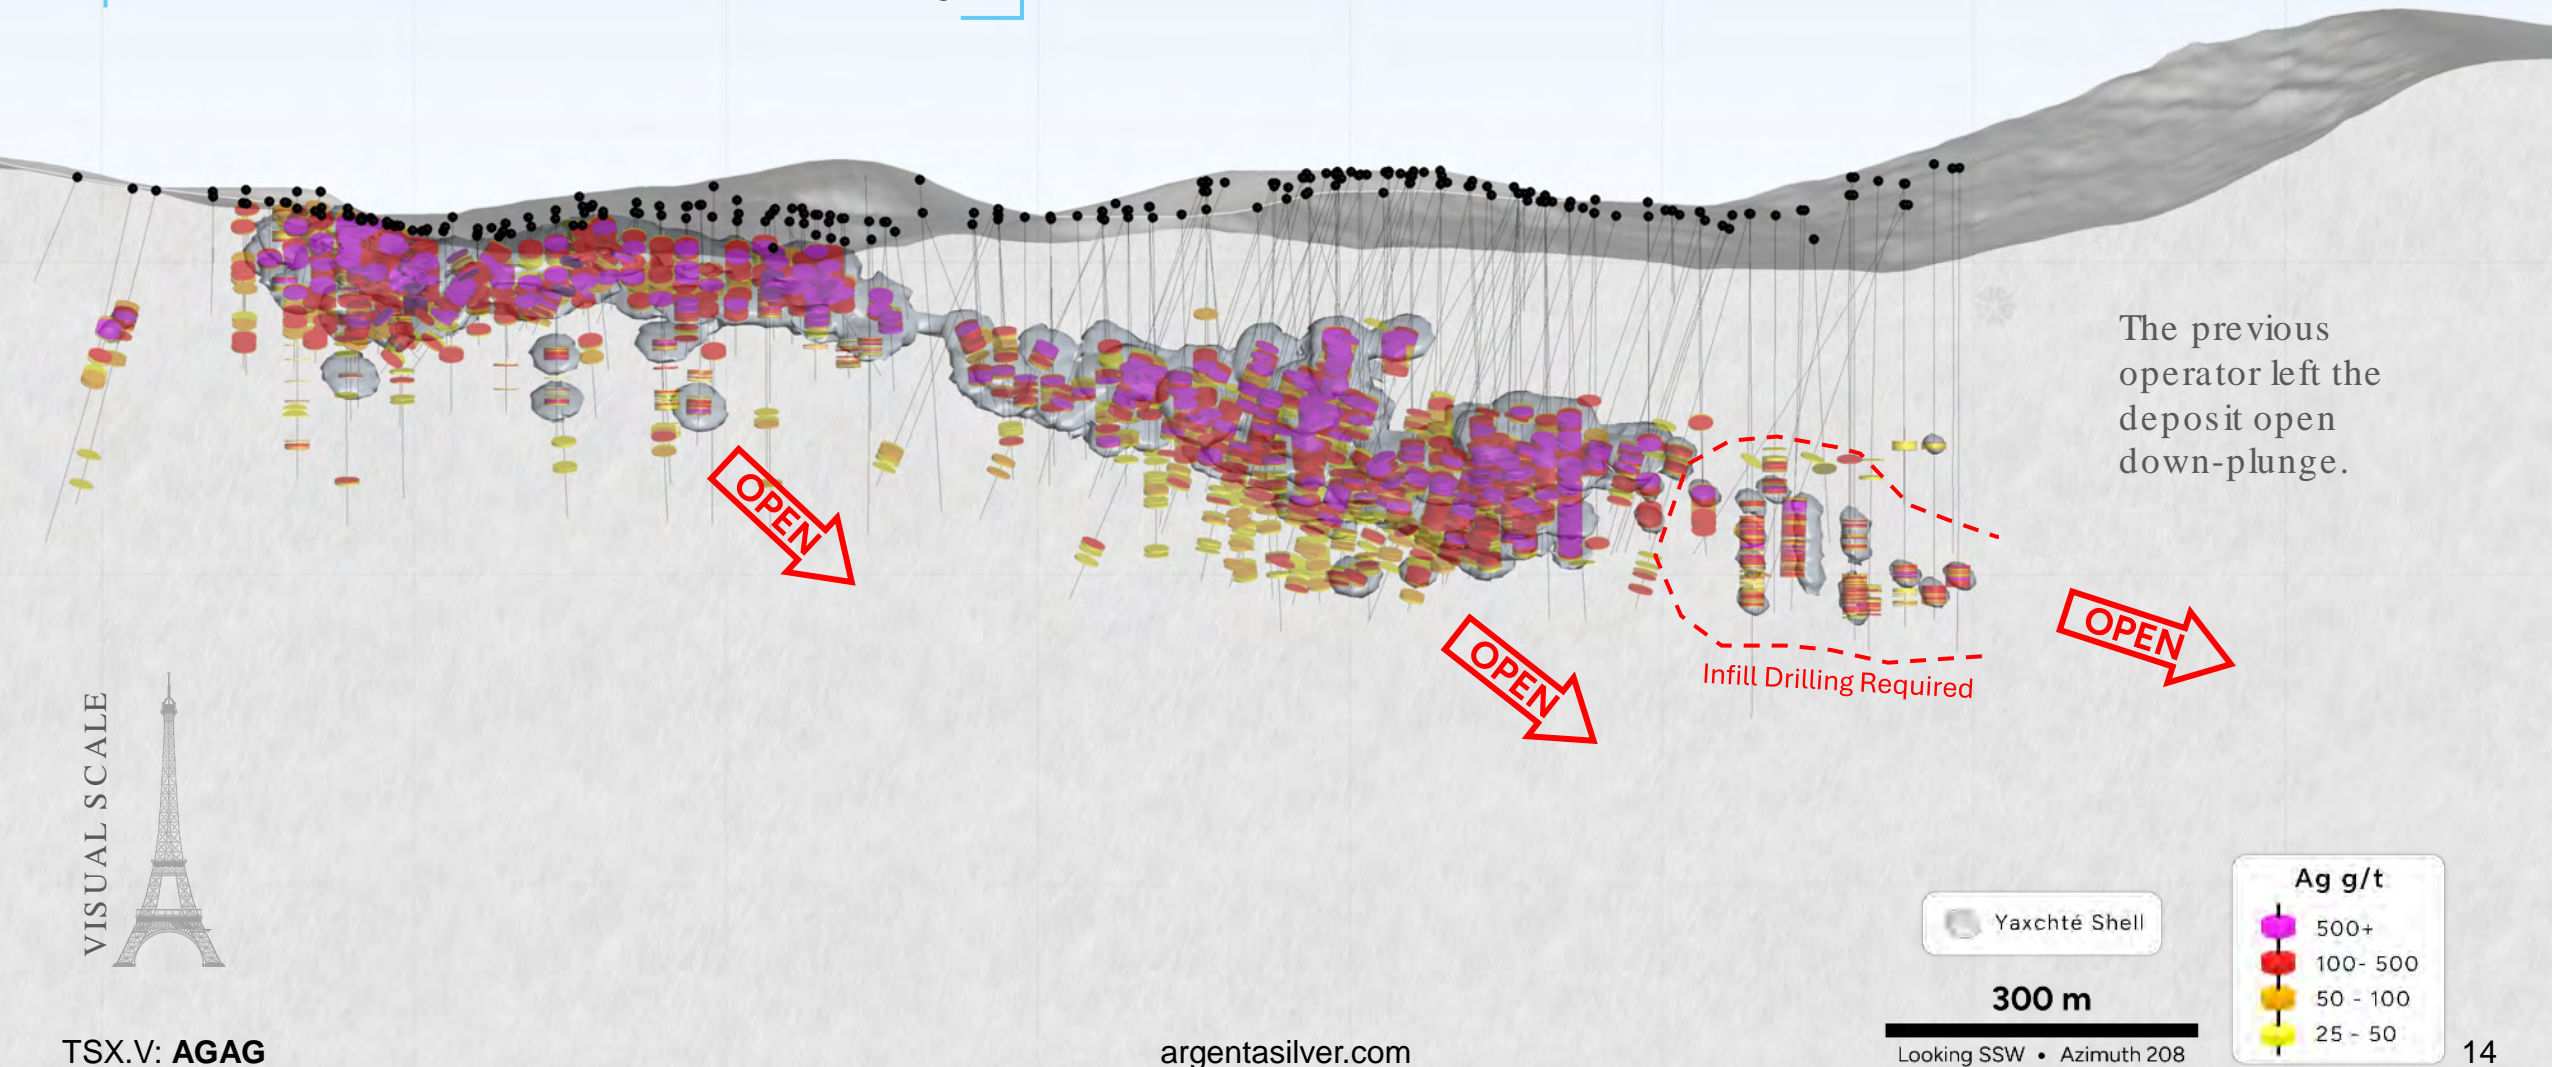 The previous
operator left the
deposit open
down-plunge.
OPEN
OPEN
OPEN
Infill Drilling Required
VISUAL SCALE
Yaxchté Shell
Ag g/t
500+
100- 500
50 - 100
25 - 50
300 m
Looking SSW • Azimuth 208
TSX.V: AGAG
argentasilver.com
14